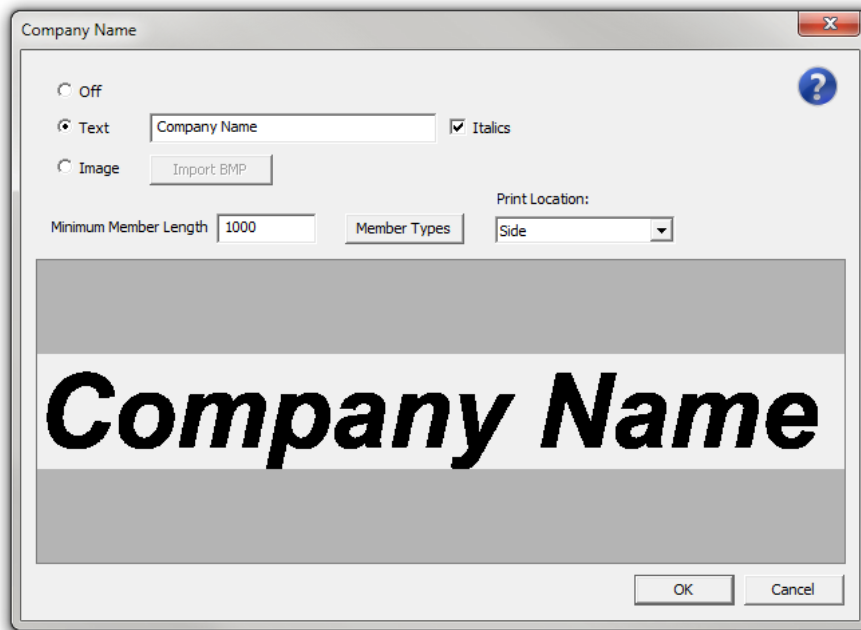 Company Name
Off
Text Company Name Italics
Image Import BMP
Print Location:
Minimum Member Length 1000 Member Types Side
Company Name
OK Cancel